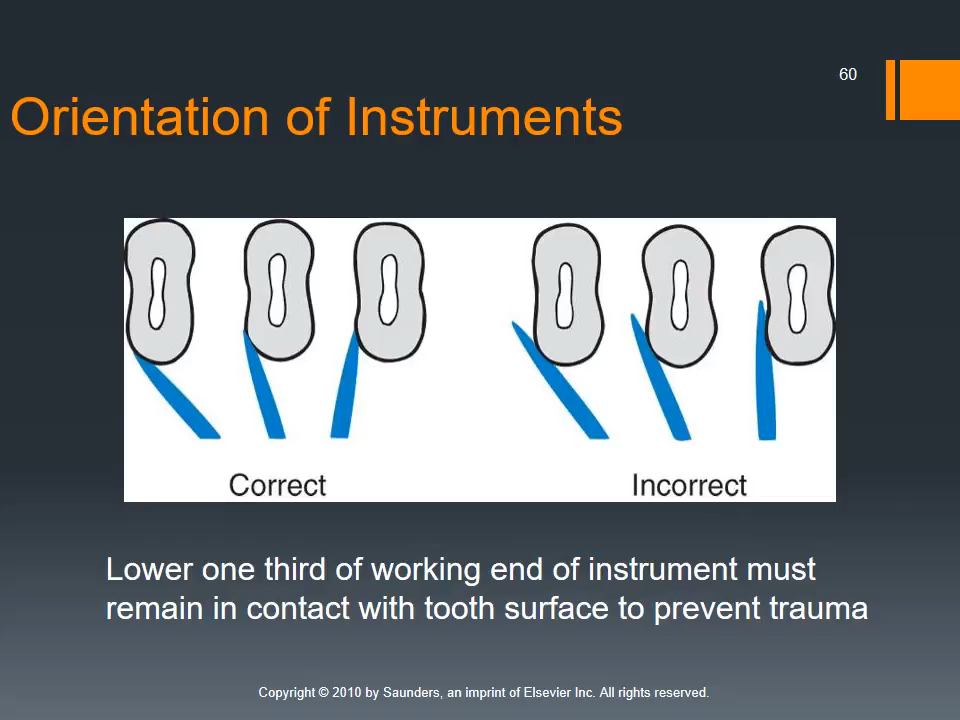 60
Orientation of Instruments
Correct
Incorrect
Lower one third of working end of instrument must
remain in contact with tooth surface to prevent trauma
Copyright © 2010 by Saunders, an imprint of Elsevier Inc. All rights reserved.